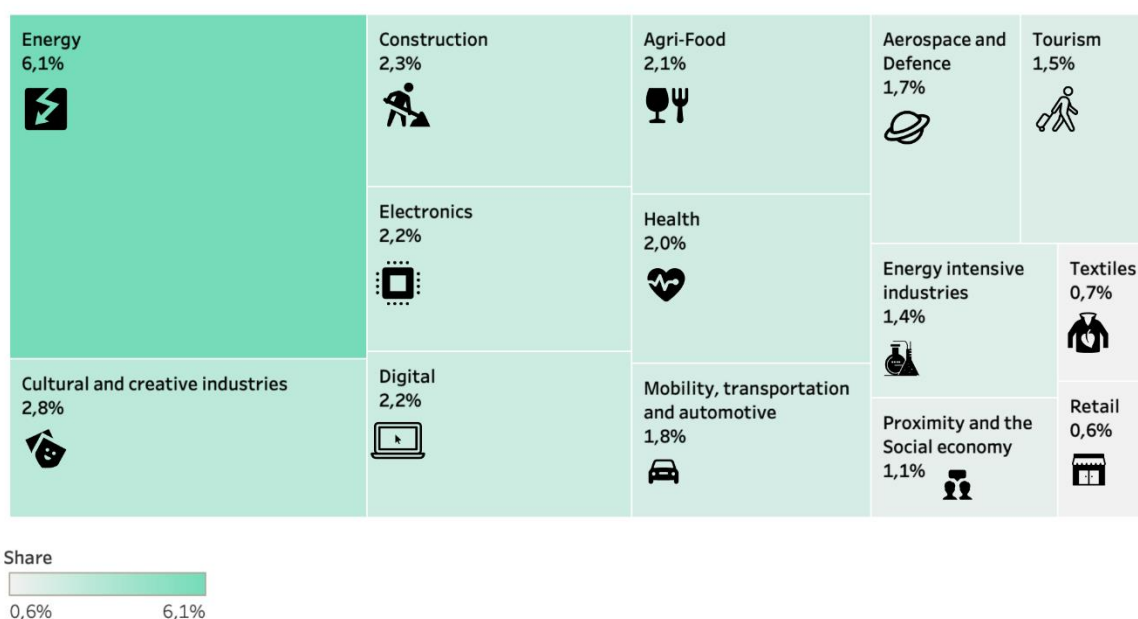 Energy
6,1%
Cultural and creative industries
2,8%
Construction
2,3%
Electronics
2,2%
Digital
2,2%
Agri-Food
2,1%
Health
2,0%
Mobility, transportation
and automotive
1,8%
Aerospace and
Defence
1,7%
Tourism
1,5%
Energy intensive
industries
1,4%
Proximity and the
Social economy
1,1%
Textiles
0,7%
Retail
0,6%
Share
0,6% 6,1%